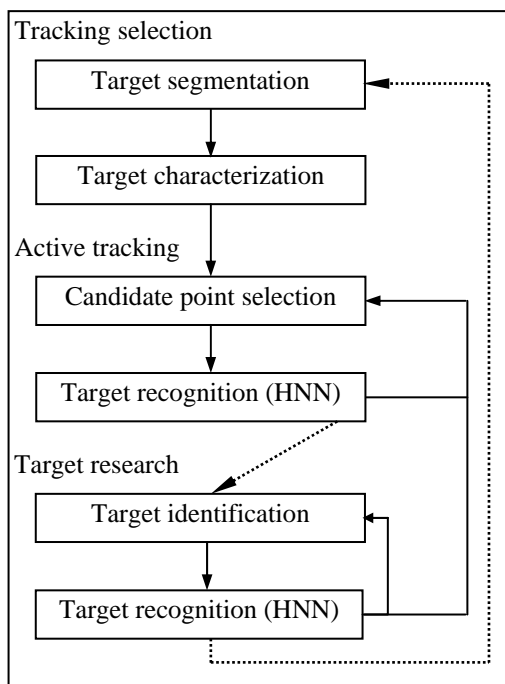 Tracking selection
Target segmentation
Target characterization
Active tracking
Candidate point selection
Target recognition (HNN)
Target research
Target identification
Target recognition (HNN)